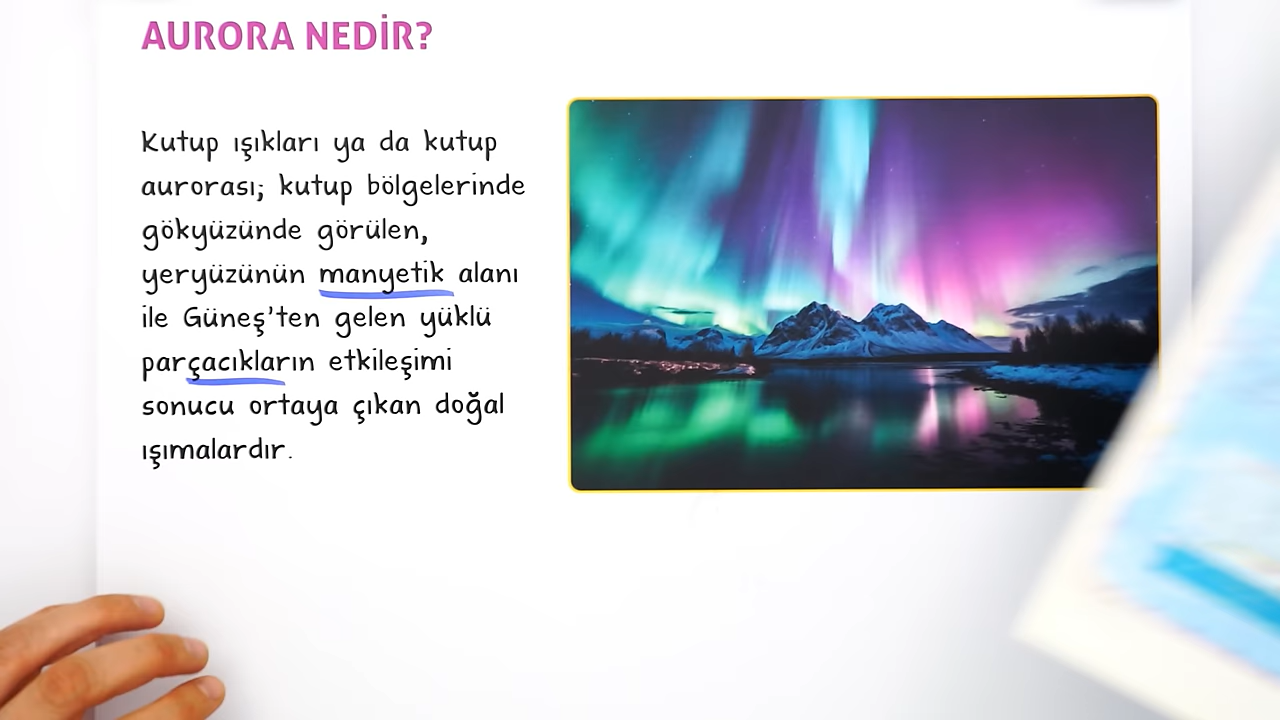 AURORA NEDİR?
Kutup ışıkları ya da kutup
aurorası; kutup bölgelerinde
gökyüzünde görülen,
yeryüzünün manyetik alanı
ile Güneş'ten gelen yüklü
parçacıkların etkileşimi
sonucu ortaya çıkan doğal
ışımalardır.